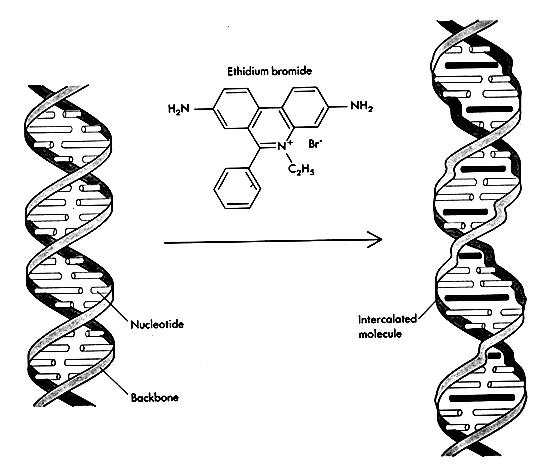 Ethidium bromide
H₂N
NH₂
N⁺
Br⁻
C₂H₅
Nucleotide
Intercalated
molecule
Backbone